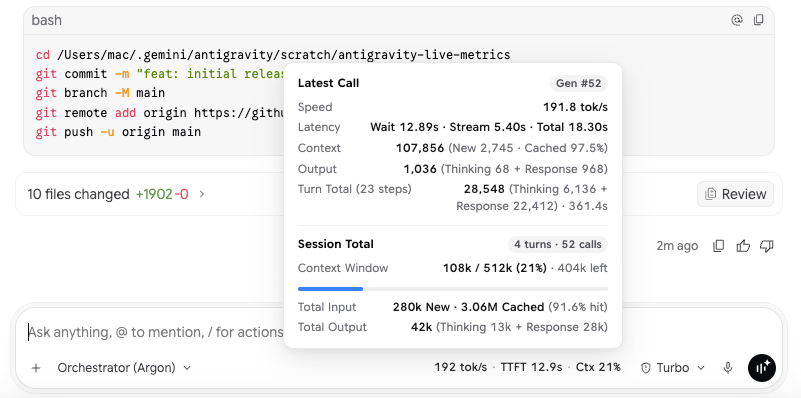 bash
cd /Users/mac/.gemini/antigravity/scratch/antigravity-live-metrics
git commit -m "feat: initial relea
git branch -M main
git remote add origin https://gith
git push -u origin main
Latest Call Gen #52
Speed 191.8 tok/s
Latency Wait 12.89s · Stream 5.40s · Total 18.30s
Context 107,856 (New 2,745 · Cached 97.5%)
Output 1,036 (Thinking 68 + Response 968)
Turn Total (23 steps) 28,548 (Thinking 6,136 +
Response 22,412) · 361.4s
Session Total 4 turns · 52 calls
Context Window 108k / 512k (21%) · 404k left
Total Input 280k New · 3.06M Cached (91.6% hit)
Total Output 42k (Thinking 13k + Response 28k)
10 files changed +1902-0 > Review
2m ago
Ask anything, @ to mention, / for actions
+ Orchestrator (Argon) 192 tok/s · TTFT 12.9s · Ctx 21% Turbo